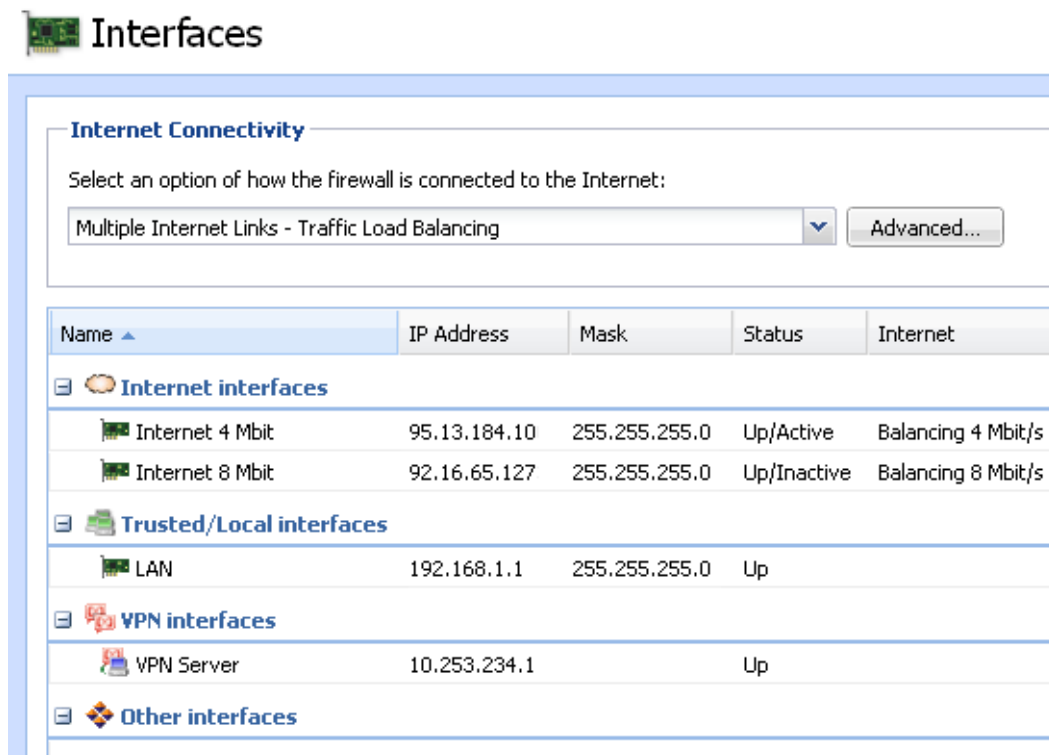 Interfaces
Internet Connectivity
Select an option of how the firewall is connected to the Internet:
Multiple Internet Links - Traffic Load Balancing Advanced...
Name IP Address Mask Status Internet
Internet interfaces
Internet 4 Mbit 95.13.184.10 255.255.255.0 Up/Active Balancing 4 Mbit/s
Internet 8 Mbit 92.16.65.127 255.255.255.0 Up/Inactive Balancing 8 Mbit/s
Trusted/Local interfaces
LAN 192.168.1.1 255.255.255.0 Up
VPN interfaces
VPN Server 10.253.234.1 Up
Other interfaces